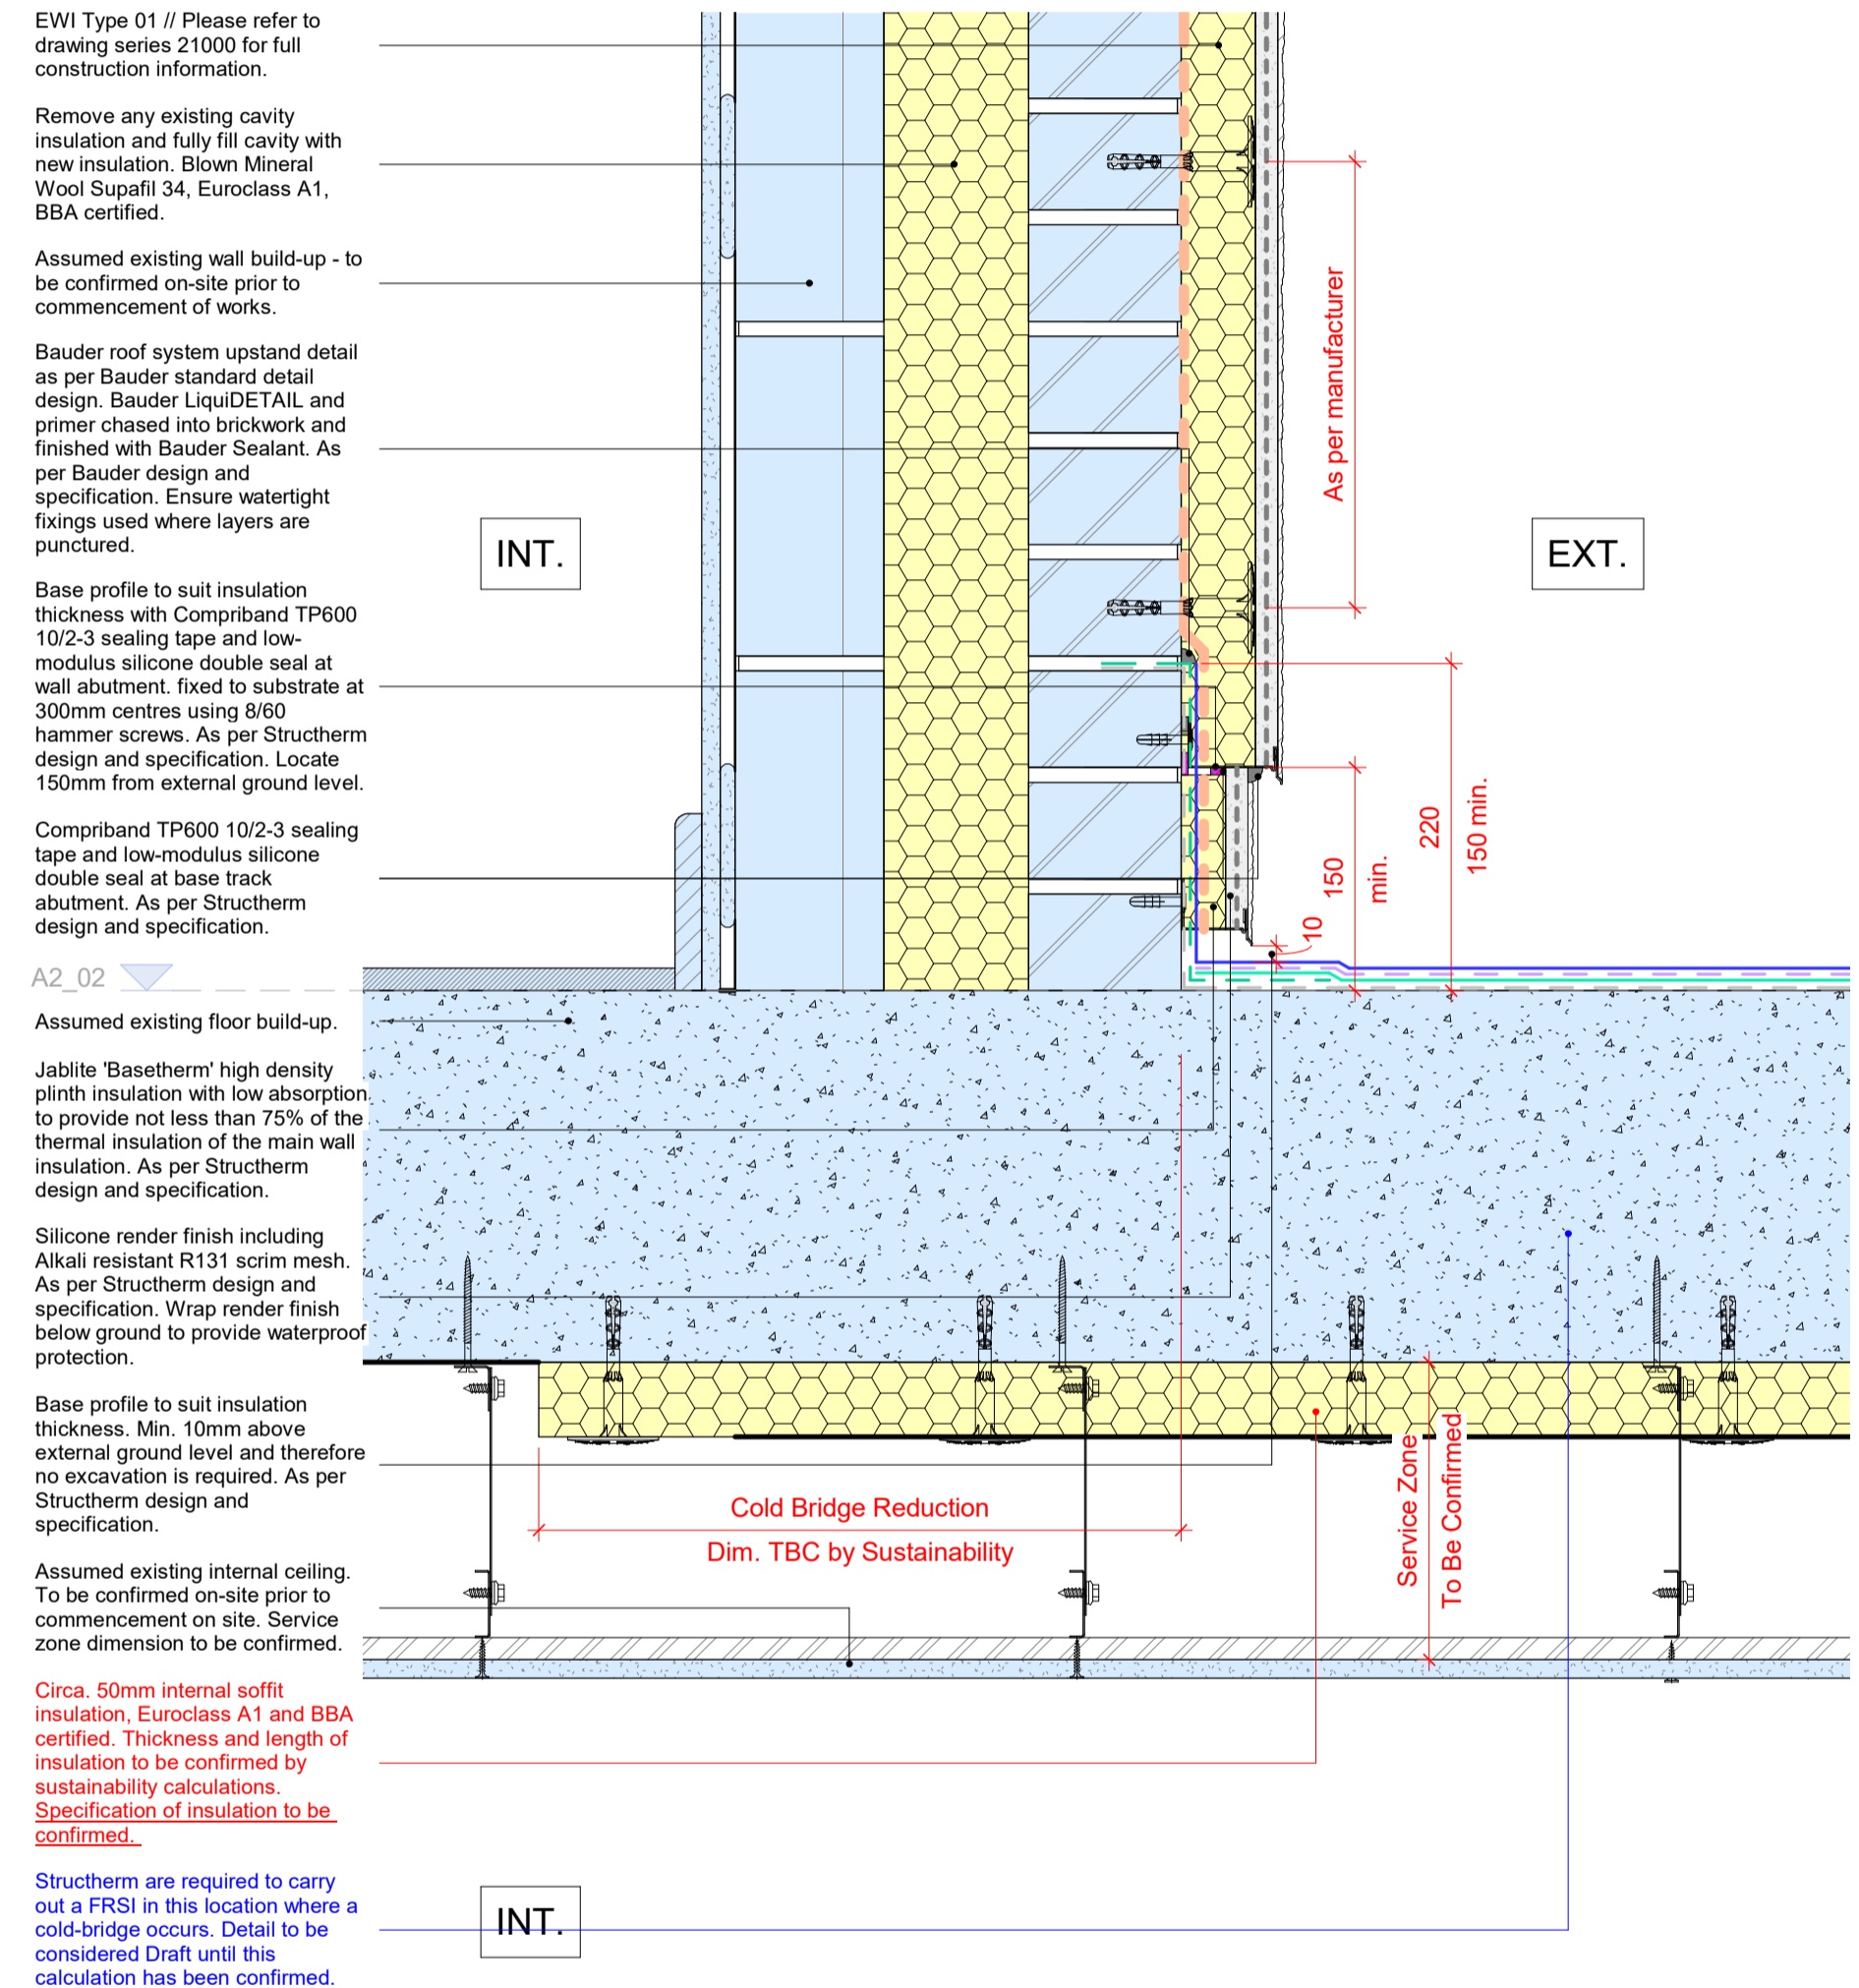 EWI Type 01 // Please refer to
drawing series 21000 for full
construction information.
Remove any existing cavity
insulation and fully fill cavity with
new insulation. Blown Mineral
Wool Supafil 34, Euroclass A1,
BBA certified.
Assumed existing wall build-up - to
be confirmed on-site prior to
commencement of works.
Bauder roof system upstand detail
as per Bauder standard detail
design. Bauder LiquiDETAIL and
primer chased into brickwork and
finished with Bauder Sealant. As
per Bauder design and
specification. Ensure watertight
fixings used where layers are
punctured.
Base profile to suit insulation
thickness with Compriband TP600
10/2-3 sealing tape and low-
modulus silicone double seal at
wall abutment. fixed to substrate at
300mm centres using 8/60
hammer screws. As per Structherm
design and specification. Locate
150mm from external ground level.
Compriband TP600 10/2-3 sealing
tape and low-modulus silicone
double seal at base track
abutment. As per Structherm
design and specification.
A2_02
Assumed existing floor build-up.
Jablite 'Basetherm' high density
plinth insulation with low absorption
to provide not less than 75% of the
thermal insulation of the main wall
insulation. As per Structherm
design and specification.
Silicone render finish including
Alkali resistant R131 scrim mesh.
As per Structherm design and
specification. Wrap render finish
below ground to provide waterproof
protection.
Base profile to suit insulation
thickness. Min. 10mm above
external ground level and therefore
no excavation is required. As per
Structherm design and
specification.
Assumed existing internal ceiling.
To be confirmed on-site prior to
commencement on site. Service
zone dimension to be confirmed.
Circa. 50mm internal soffit
insulation, Euroclass A1 and BBA
certified. Thickness and length of
insulation to be confirmed by
sustainability calculations.
Specification of insulation to be
confirmed.
Structherm are required to carry
out a FRSI in this location where a
cold-bridge occurs. Detail to be
considered Draft until this
calculation has been confirmed.
INT.
EXT.
As per manufacturer
220
150 min.
150
min.
10
Cold Bridge Reduction
Dim. TBC by Sustainability
Service Zone
To Be Confirmed
INT.